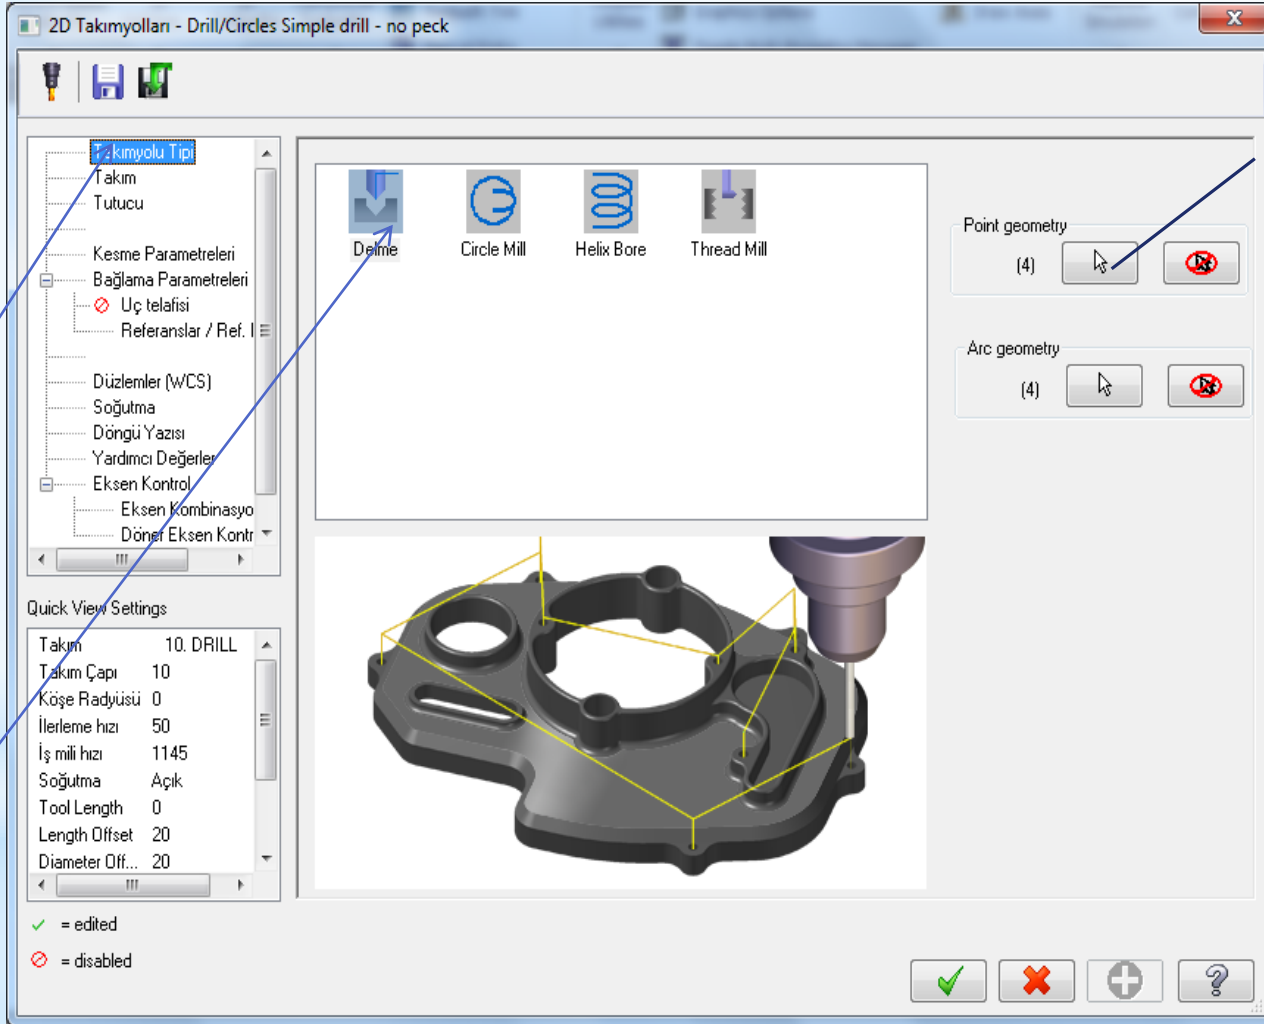 2D Takımyolları - Drill/Circles Simple drill - no peck
Takımyolu Tipi
Takım
Tutucu
Kesme Parametreleri
Bağlama Parametreleri
Uç telafisi
Referanslar / Ref.
Düzlemler (WCS)
Soğutma
Döngü Yazısı
Yardımcı Değerler
Eksen Kontrol
Eksen Kombinasyo
Döner Eksen Kontr
Delme
Circle Mill
Helix Bore
Thread Mill
Point geometry
(4)
Arc geometry
(4)
Quick View Settings
Takım 10. DRILL
Takım Çapı 10
Köşe Radyüsü 0
İlerleme hızı 50
İş mili hızı 1145
Soğutma Açık
Tool Length 0
Length Offset 20
Diameter Off... 20
= edited
= disabled